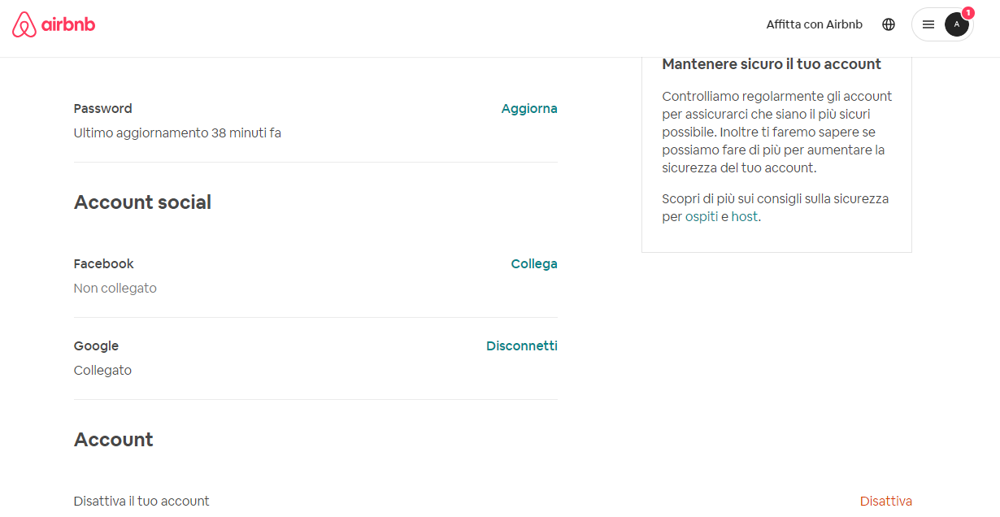 airbnb
Affitta con Airbnb
1
A
Password
Aggiorna
Ultimo aggiornamento 38 minuti fa
Account social
Facebook
Collega
Non collegato
Google
Disconnetti
Collegato
Account
Disattiva il tuo account
Disattiva
Mantenere sicuro il tuo account
Controlliamo regolarmente gli account
per assicurarci che siano il più sicuri
possibile. Inoltre ti faremo sapere se
possiamo fare di più per aumentare la
sicurezza del tuo account.
Scopri di più sui consigli sulla sicurezza
per ospiti e host.